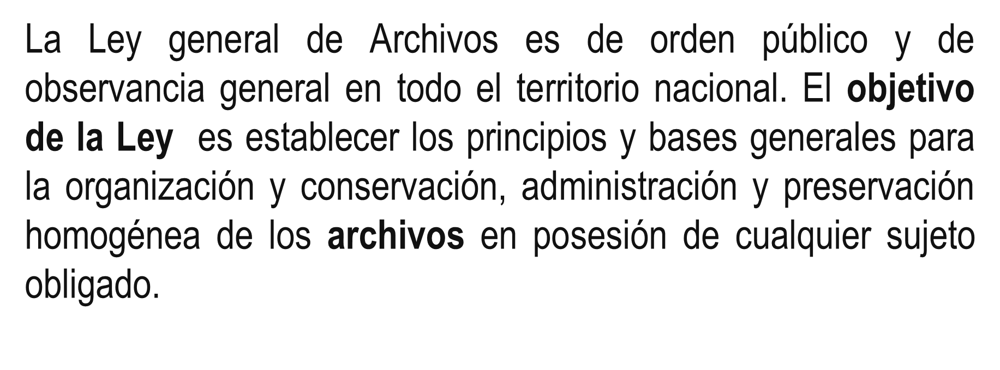 La Ley general de Archivos es de orden público y de
observancia general en todo el territorio nacional. El objetivo
de la Ley  es establecer los principios y bases generales para
la organización y conservación, administración y preservación
homogénea de los archivos en posesión de cualquier sujeto
obligado.